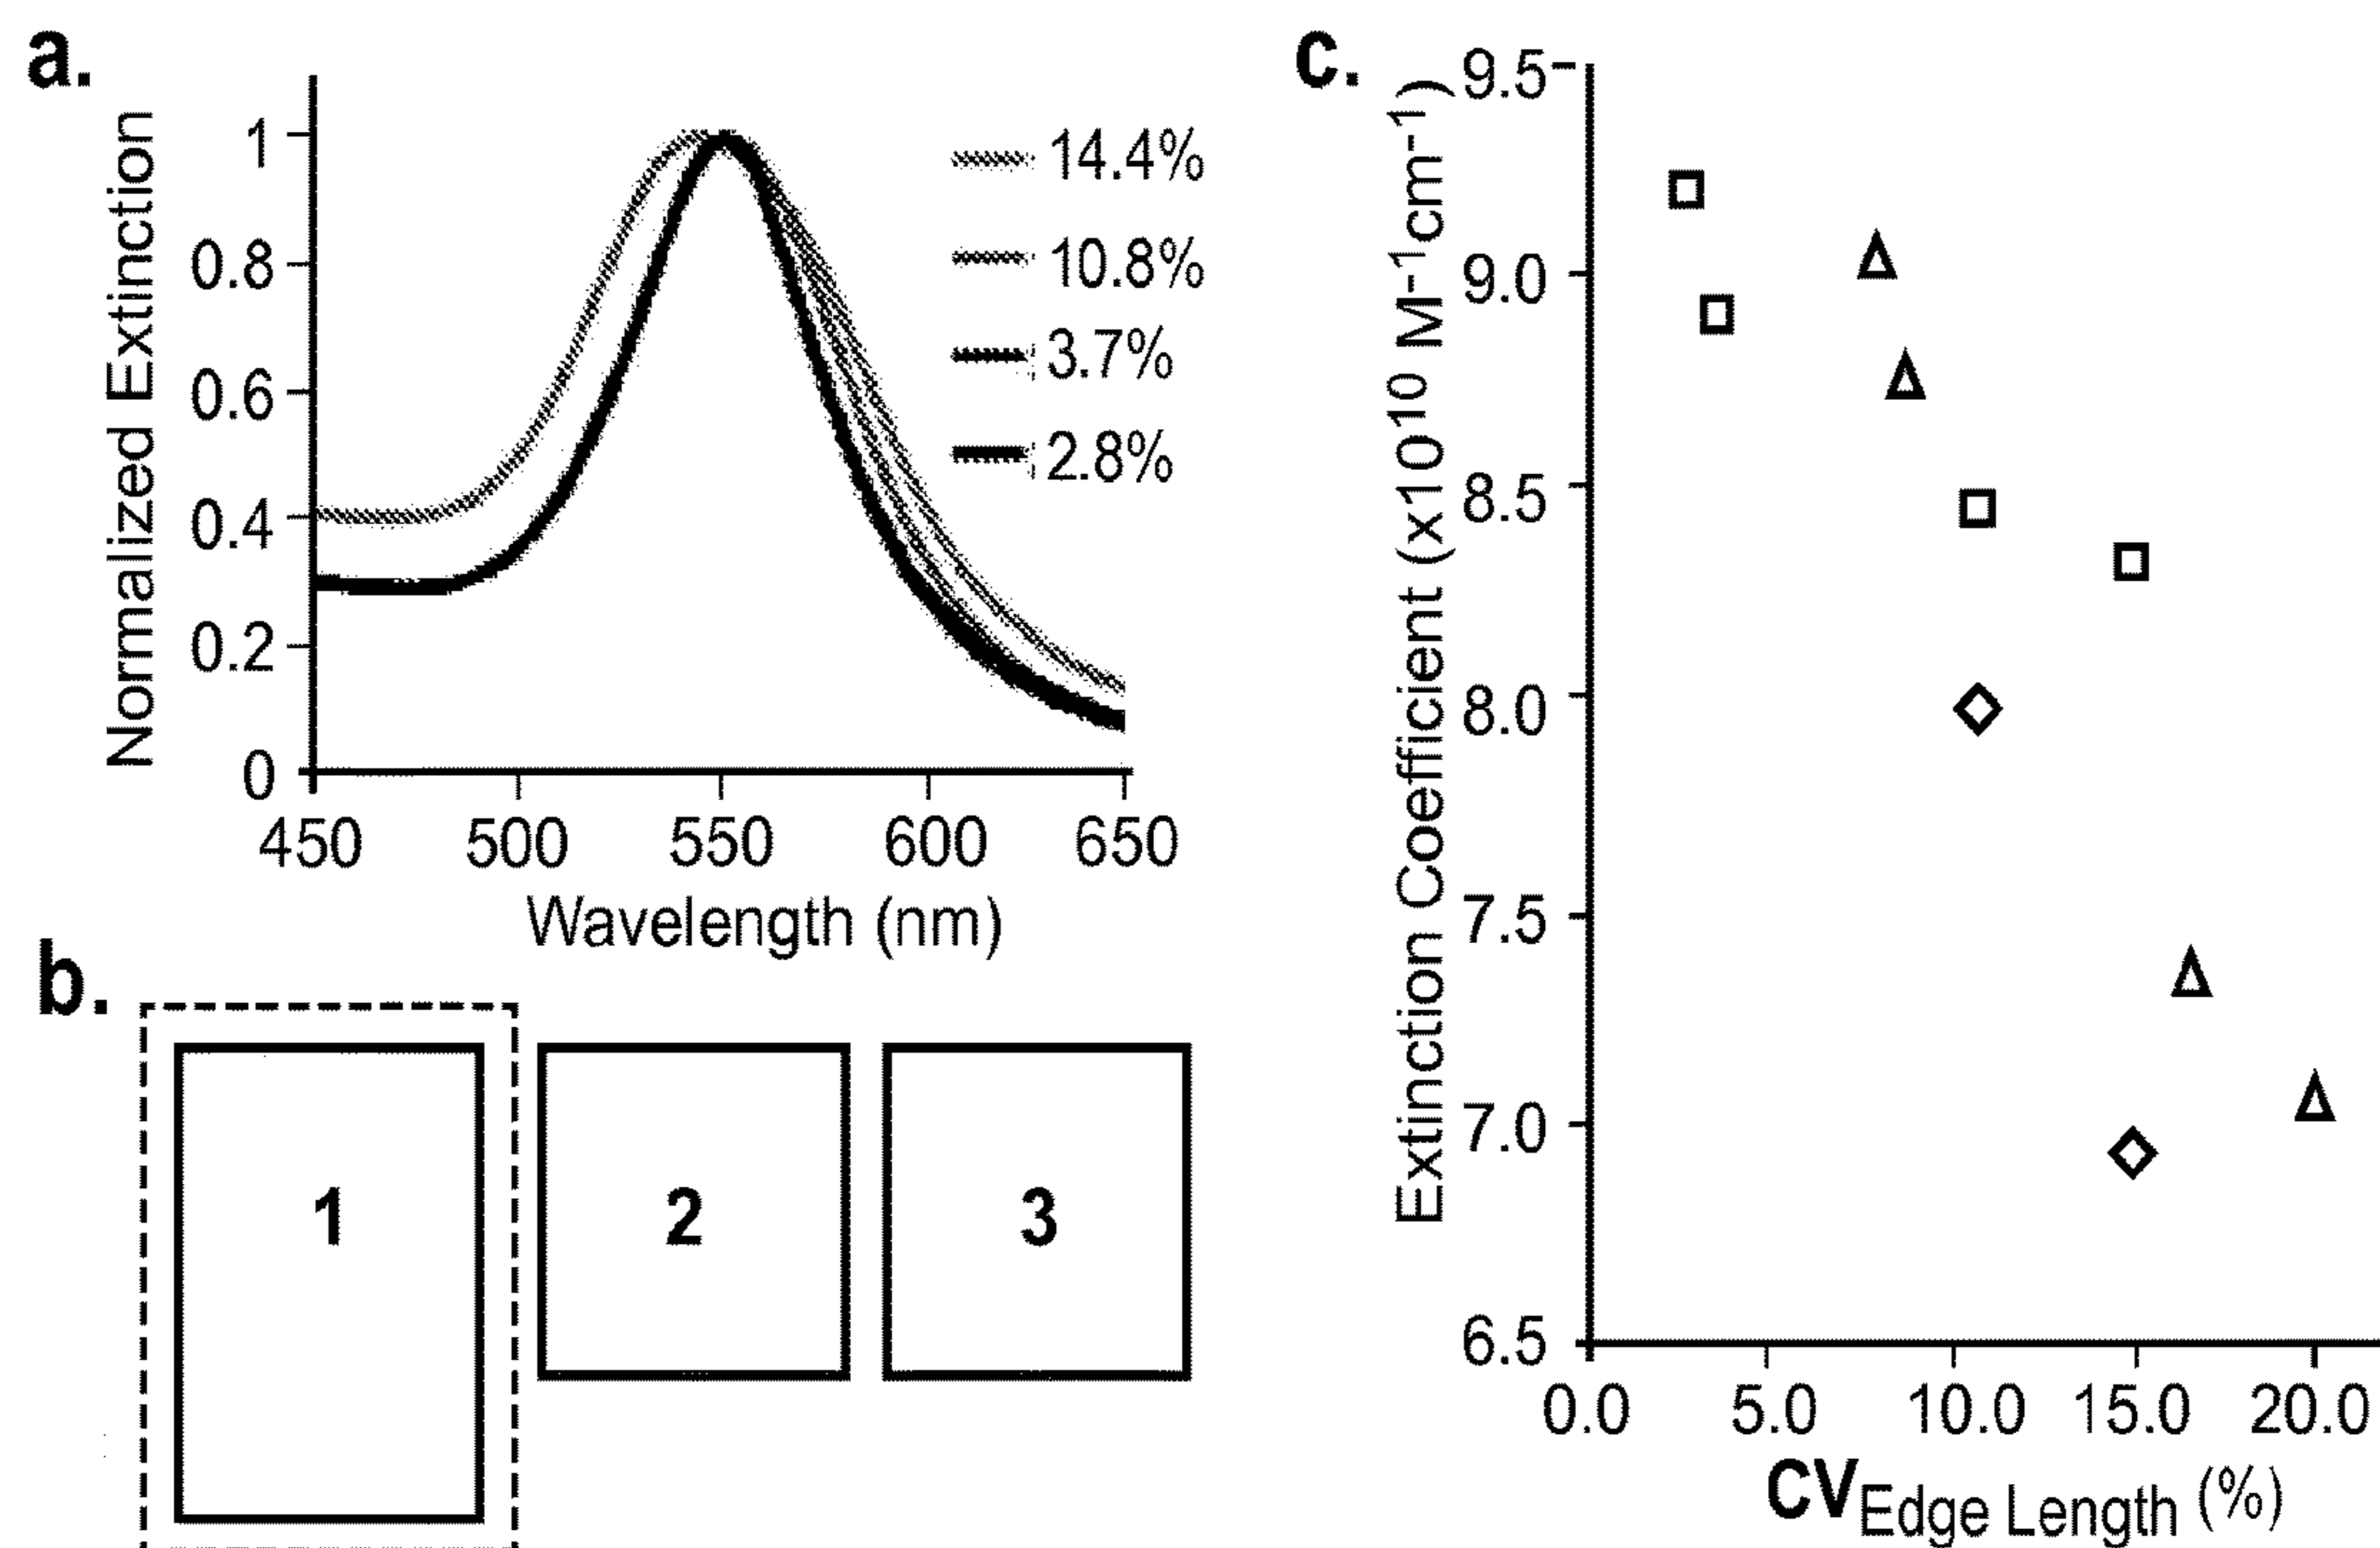 a.
Normalized Extinction
1
0.8
0.6
0.4
0.2
0
450 500 550 600 650
Wavelength (nm)
14.4%
10.8%
3.7%
2.8%
b.
1 2 3
c.
Extinction Coefficient (x10¹⁰ M⁻¹cm⁻¹)
9.5
9.0
8.5
8.0
7.5
7.0
6.5
0.0 5.0 10.0 15.0 20.0
CV Edge Length (%)